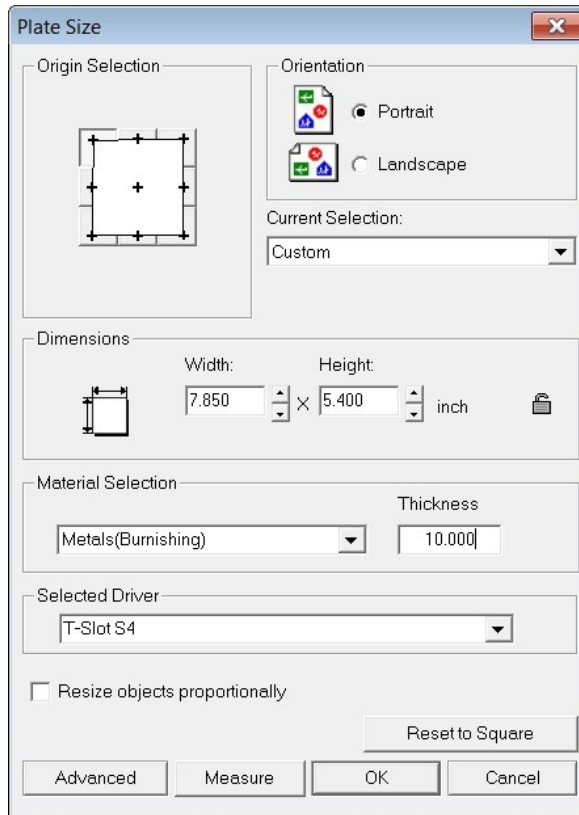 Plate Size
Origin Selection
Orientation
Portrait
Landscape
Current Selection:
Custom
Dimensions
Width:
Height:
7.850
X
5.400
inch
Material Selection
Thickness
Metals(Burnishing)
10.000
Selected Driver
T-Slot S4
Resize objects proportionally
Reset to Square
Advanced
Measure
OK
Cancel